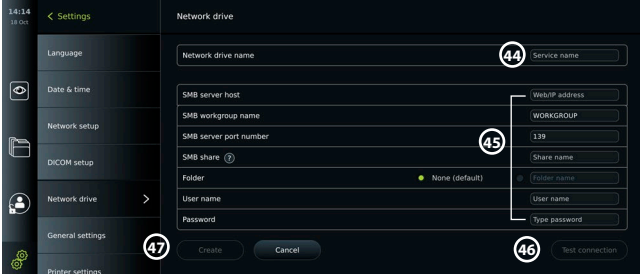 14:14
18 Oct
Settings
Network drive
Language
Date & time
Network setup
DICOM setup
Network drive
General settings
Printer settings
Network drive name
44
Service name
SMB server host
Web/IP address
SMB workgroup name
WORKGROUP
SMB server port number
139
45
SMB share ?
Share name
Folder
None (default)
Folder name
User name
User name
Password
Type password
47
Create
Cancel
46
Test connection